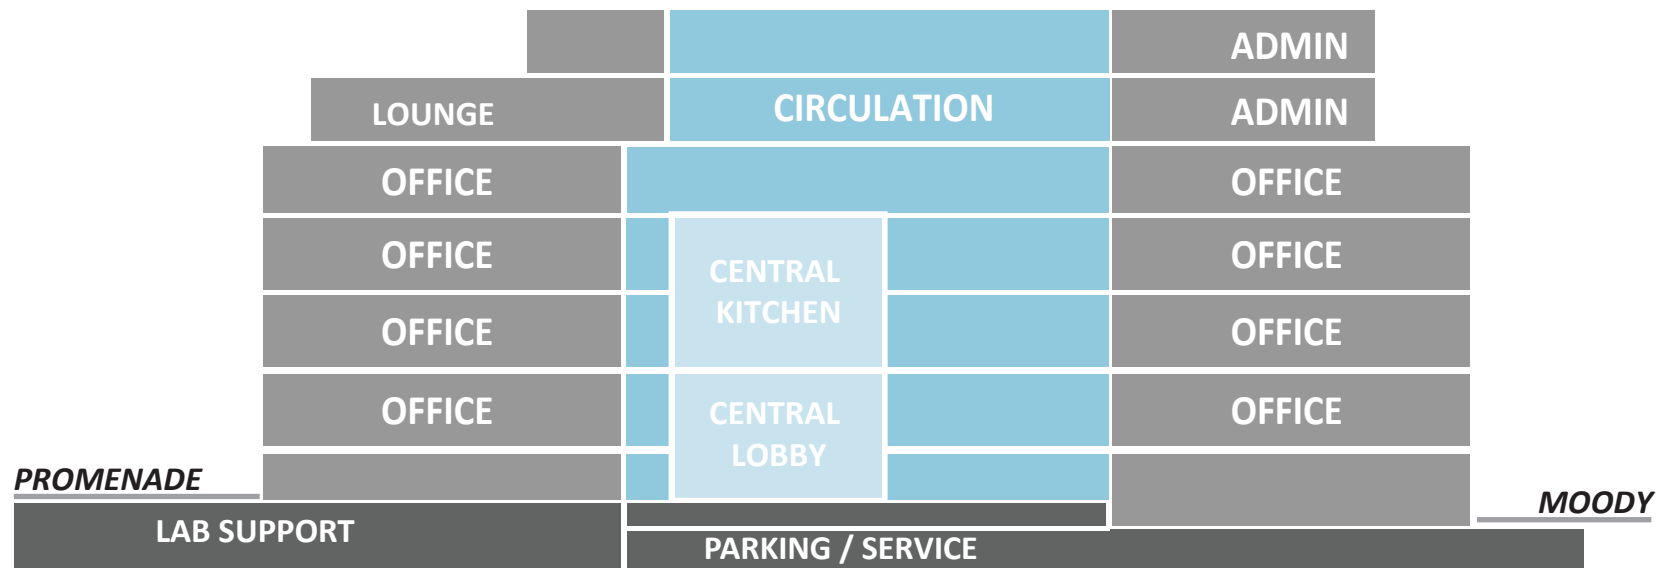 ADMIN
LOUNGE CIRCULATION ADMIN
OFFICE OFFICE
OFFICE OFFICE
CENTRAL
KITCHEN
OFFICE OFFICE
OFFICE OFFICE
CENTRAL
LOBBY
PROMENADE
MOODY
LAB SUPPORT
PARKING / SERVICE